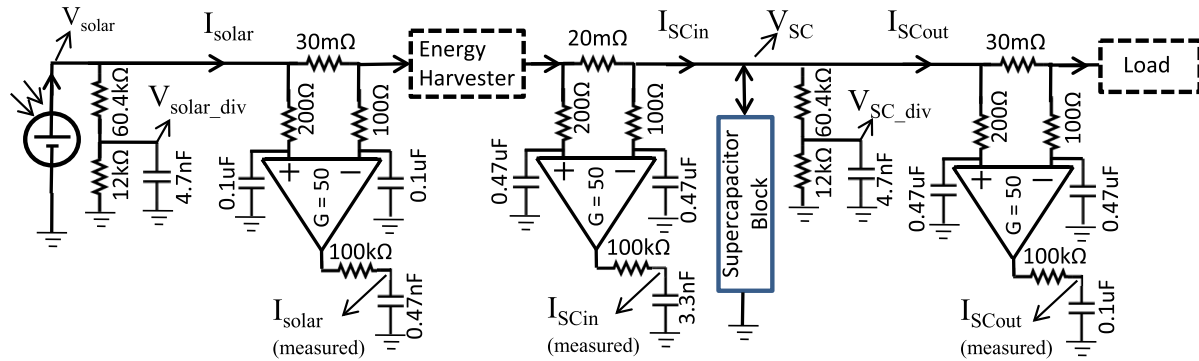 V_solar
I_solar
30mΩ
Energy
Harvester
20mΩ
I_SCin
V_SC
I_SCout
30mΩ
Load
60.4kΩ
V_solar_div
12kΩ
4.7nF
200Ω
100Ω
0.1uF
+
−
G = 50
0.1uF
100kΩ
0.47nF
I_solar
(measured)
200Ω
100Ω
0.47uF
+
−
G = 50
0.47uF
100kΩ
3.3nF
I_SCin
(measured)
Supercapacitor
Block
60.4kΩ
V_SC_div
12kΩ
4.7nF
200Ω
100Ω
0.47uF
+
−
G = 50
0.47uF
100kΩ
0.1uF
I_SCout
(measured)